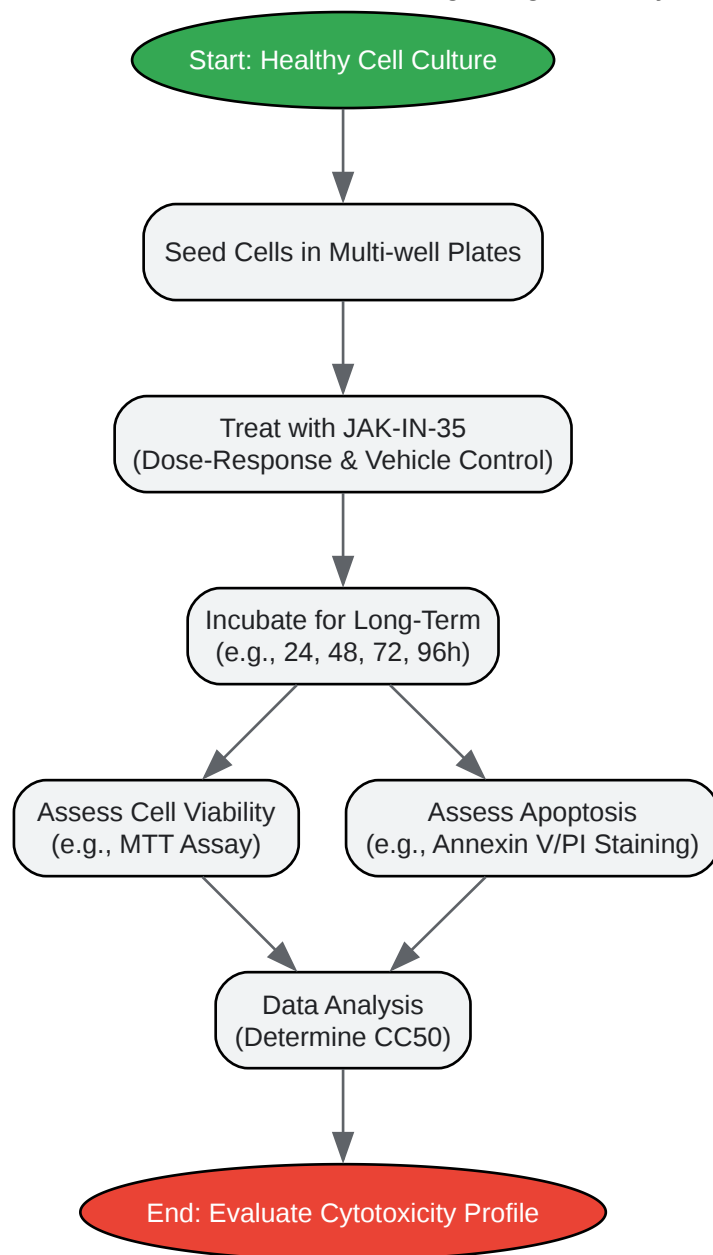 Start: Healthy Cell Culture
Seed Cells in Multi-well Plates
Treat with JAK-IN-35
(Dose-Response & Vehicle Control)
Incubate for Long-Term
(e.g., 24, 48, 72, 96h)
Assess Cell Viability
(e.g., MTT Assay)
Assess Apoptosis
(e.g., Annexin V/PI Staining)
Data Analysis
(Determine CC50)
End: Evaluate Cytotoxicity Profile